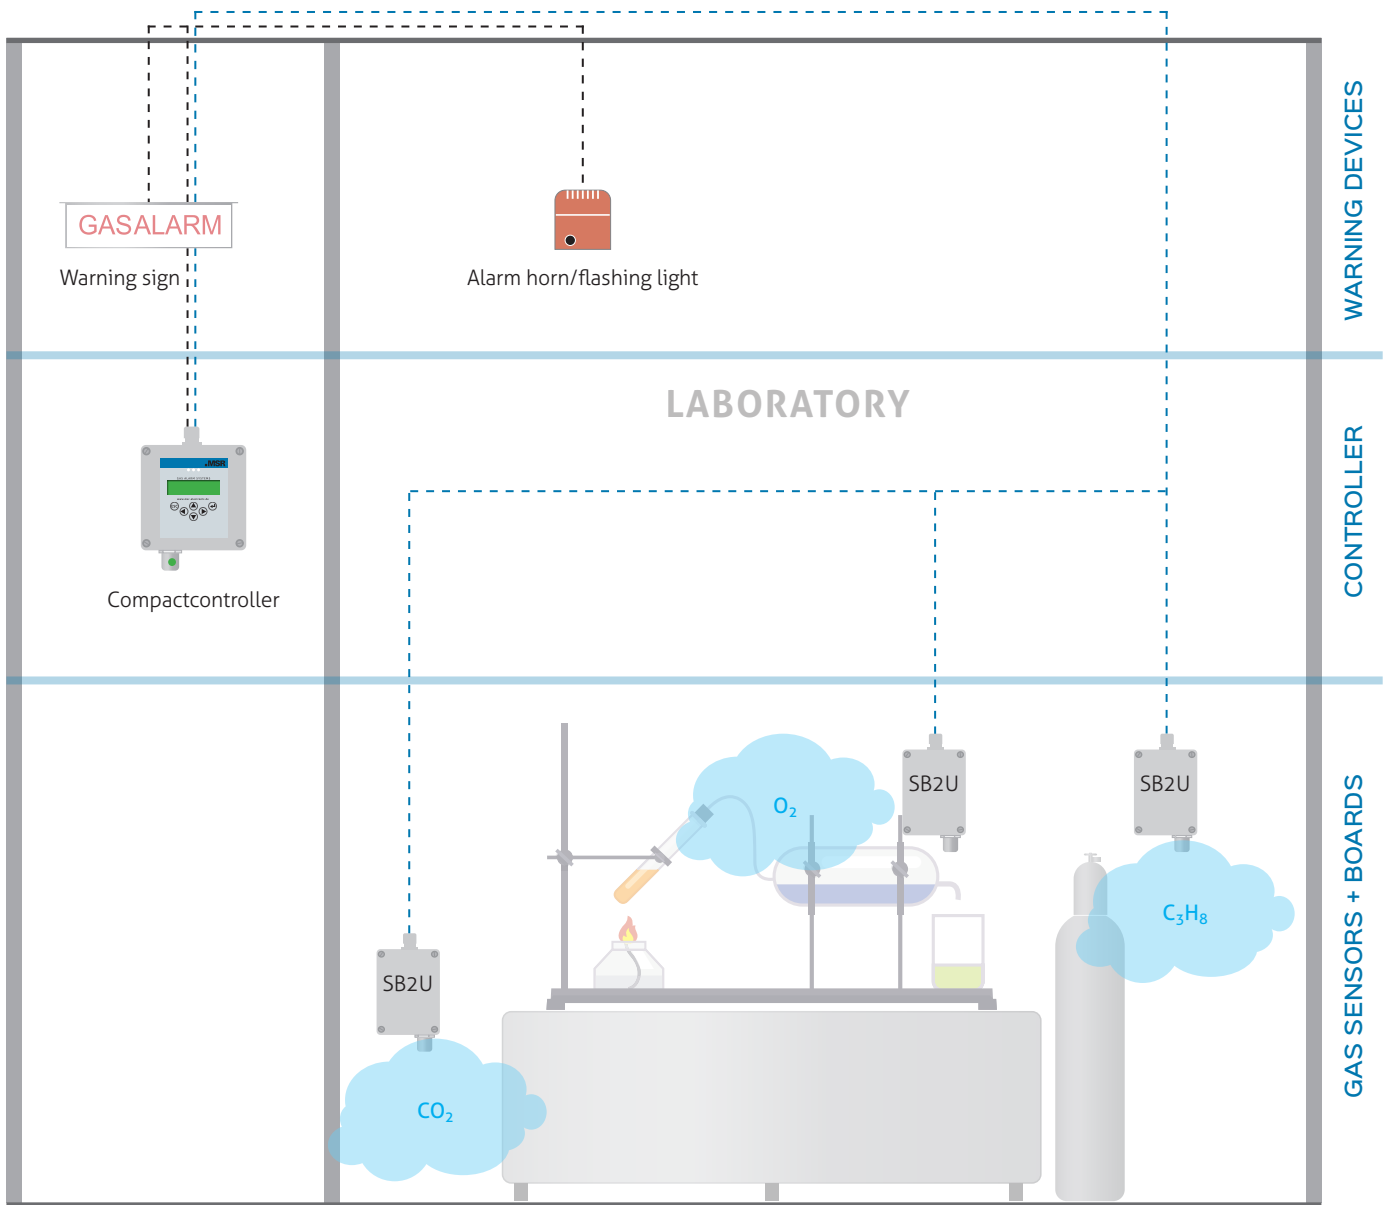 GASALARM
Warning sign
Alarm horn/flashing light
WARNING DEVICES
LABORATORY
MSR
CONTROLLER
Compactcontroller
SB2U
SB2U
O₂
C₃H₈
SB2U
CO₂
GAS SENSORS + BOARDS